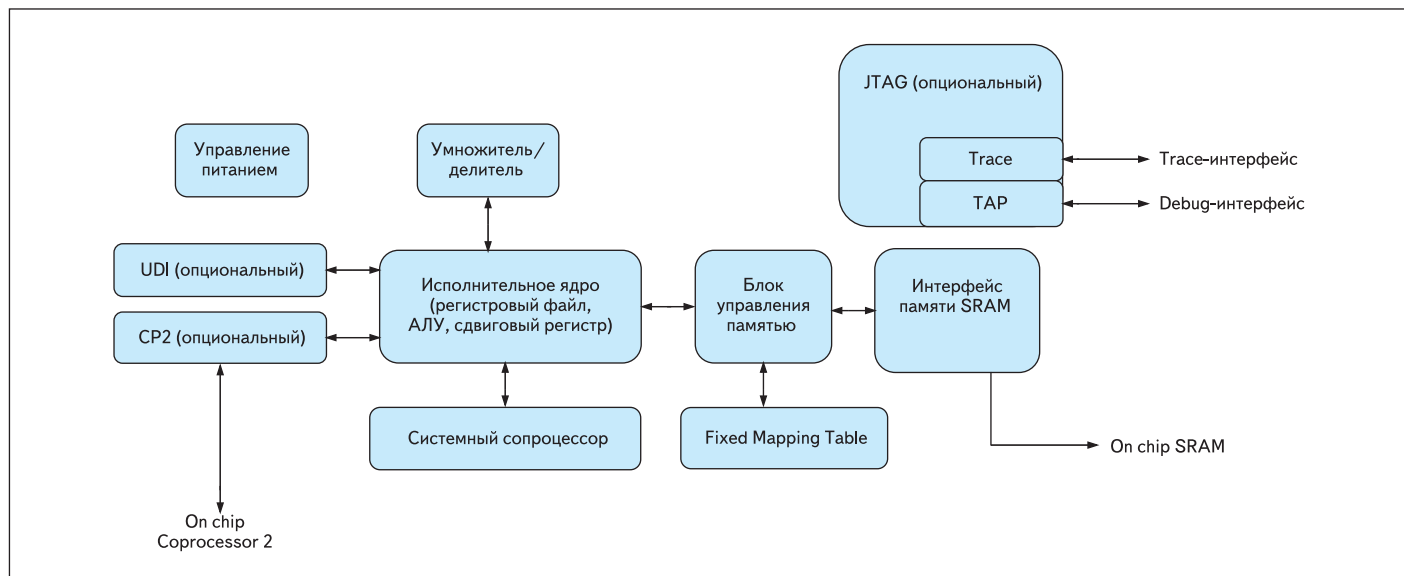 JTAG (опциональный)
Управление
питанием
Умножитель/
делитель
Trace
Trace-интерфейс
TAP
Debug-интерфейс
UDI (опциональный)
Исполнительное ядро
(регистровый файл,
АЛУ, сдвиговый регистр)
Блок
управления
памятью
Интерфейс
памяти SRAM
CP2 (опциональный)
Системный сопроцессор
Fixed Mapping Table
On chip SRAM
On chip
Coprocessor 2